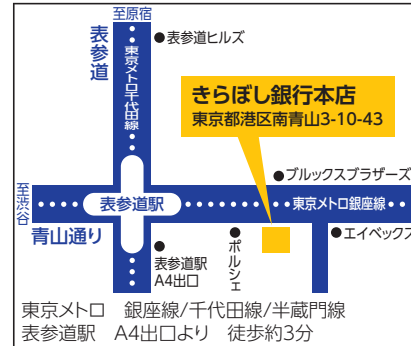 至原宿
表参道
東京メトロ千代田線
表参道ヒルズ
きらぼし銀行本店
東京都港区南青山3-10-43
ブルックスブラザーズ
至渋谷
表参道駅
東京メトロ銀座線
青山通り
表参道駅
A4出口
ポルシェ
エイベックス
東京メトロ　銀座線/千代田線/半蔵門線
表参道駅　A4出口より　徒歩約3分